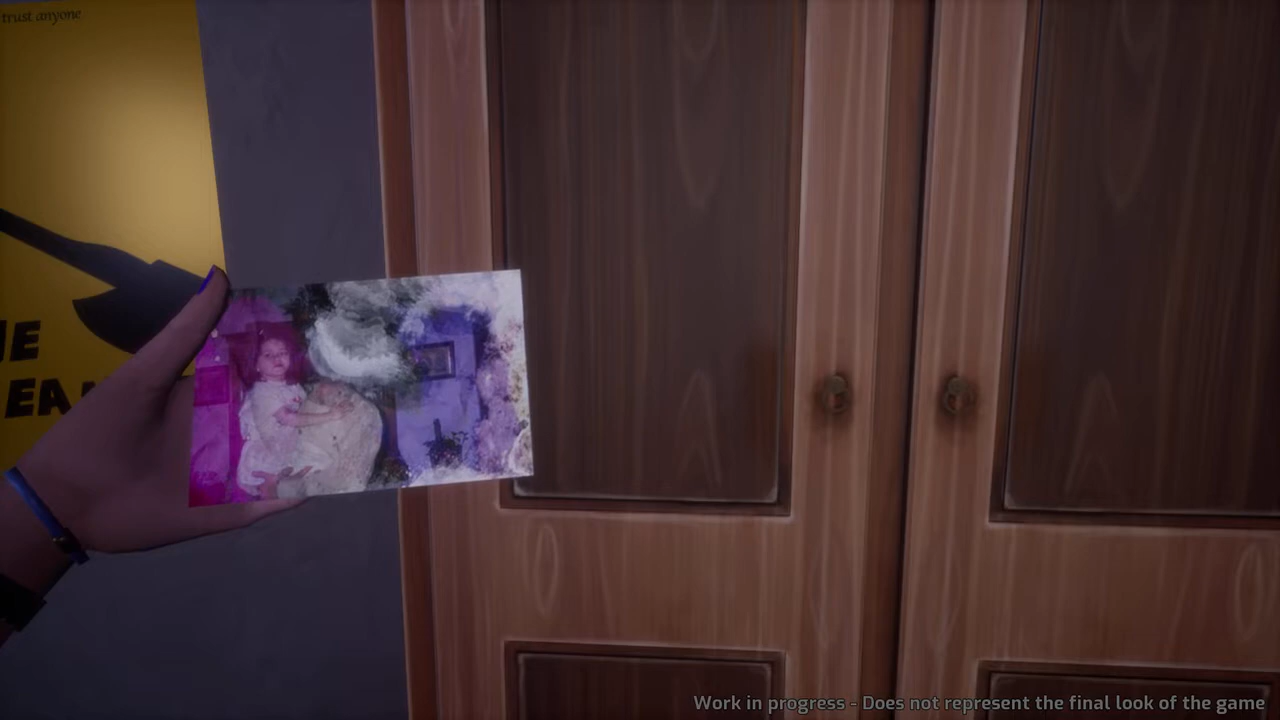 trust anyone
Work in progress - Does not represent the final look of the game